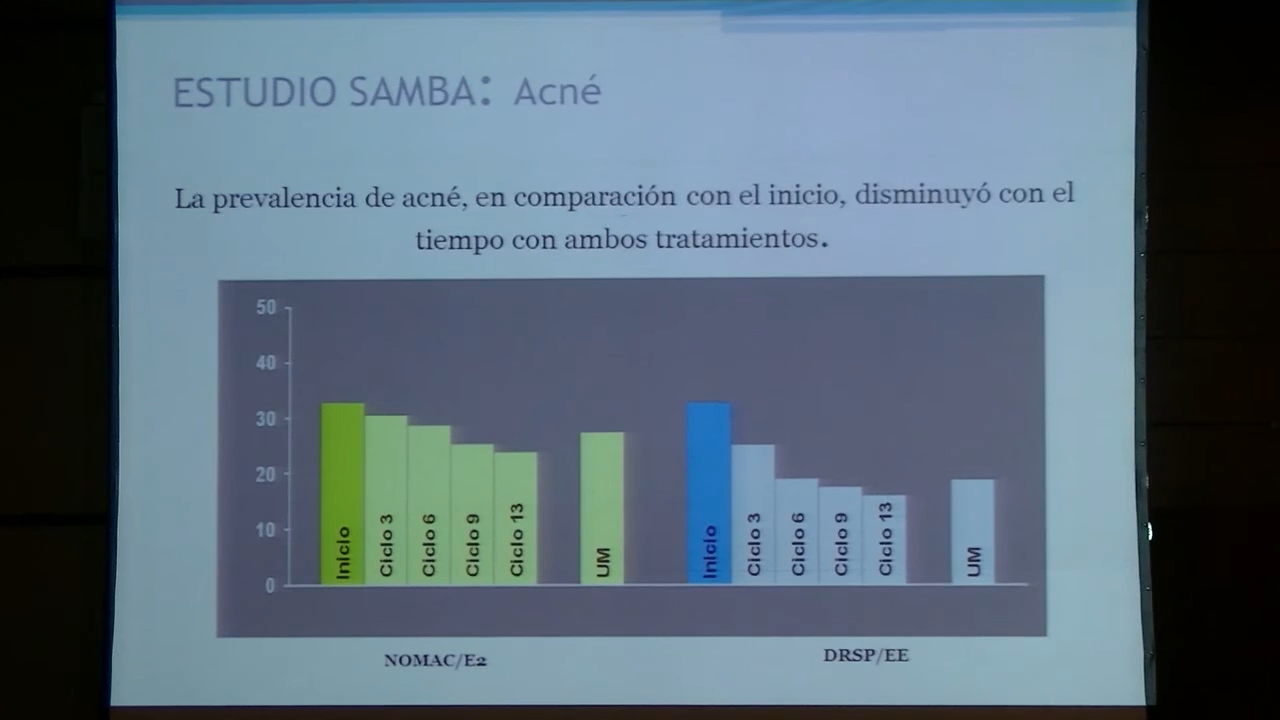 ESTUDIO SAMBA: Acné
La prevalencia de acné, en comparación con el inicio, disminuyó con el
tiempo con ambos tratamientos.
50
40
30
20
10
0
Inicio
Ciclo 3
Ciclo 6
Ciclo 9
Ciclo 13
UM
Inicio
Ciclo 3
Ciclo 6
Ciclo 9
Ciclo 13
UM
NOMAC/E2
DRSP/EE